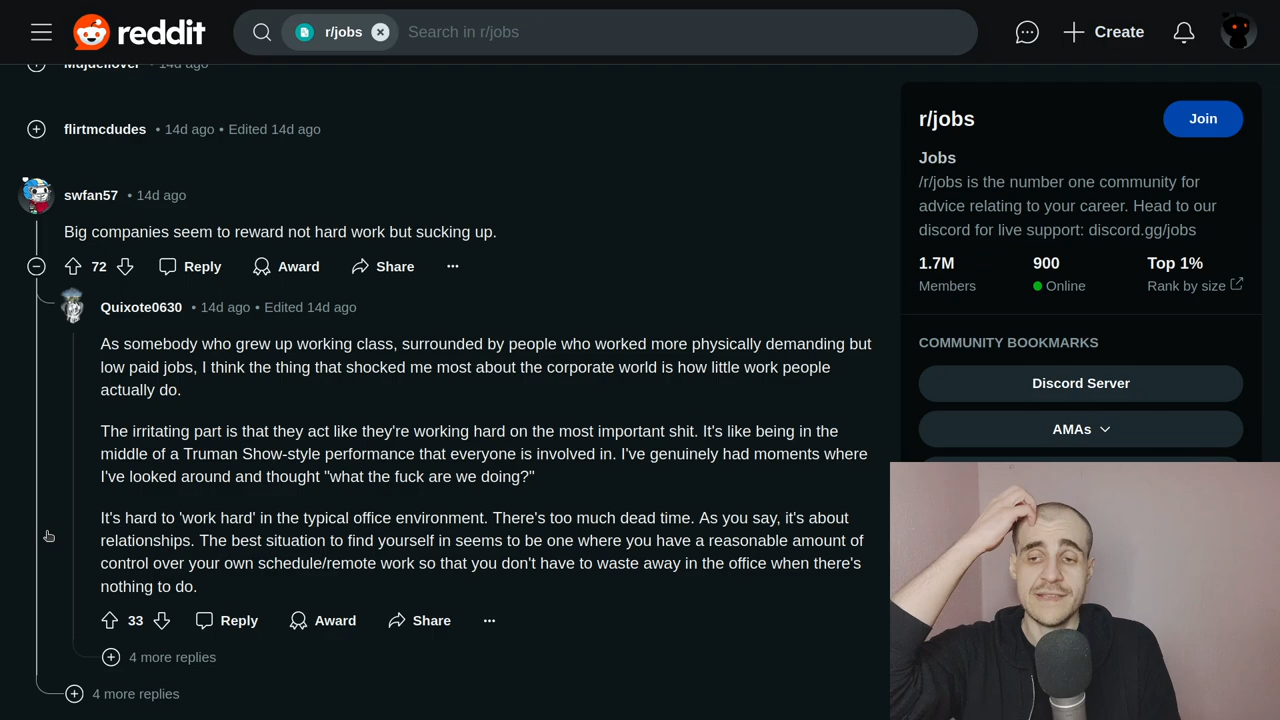 reddit
r/jobs
Search in r/jobs
Create
Mujdeilover • 14d ago
flirtmcdudes • 14d ago • Edited 14d ago
swfan57 • 14d ago
Big companies seem to reward not hard work but sucking up.
72 Reply Award Share
Quixote0630 • 14d ago • Edited 14d ago
As somebody who grew up working class, surrounded by people who worked more physically demanding but
low paid jobs, I think the thing that shocked me most about the corporate world is how little work people
actually do.
The irritating part is that they act like they're working hard on the most important shit. It's like being in the
middle of a Truman Show-style performance that everyone is involved in. I've genuinely had moments where
I've looked around and thought "what the fuck are we doing?"
It's hard to 'work hard' in the typical office environment. There's too much dead time. As you say, it's about
relationships. The best situation to find yourself in seems to be one where you have a reasonable amount of
control over your own schedule/remote work so that you don't have to waste away in the office when there's
nothing to do.
33 Reply Award Share
4 more replies
4 more replies
r/jobs
Join
Jobs
/r/jobs is the number one community for
advice relating to your career. Head to our
discord for live support: discord.gg/jobs
1.7M 900 Top 1%
Members Online Rank by size
COMMUNITY BOOKMARKS
Discord Server
AMAs